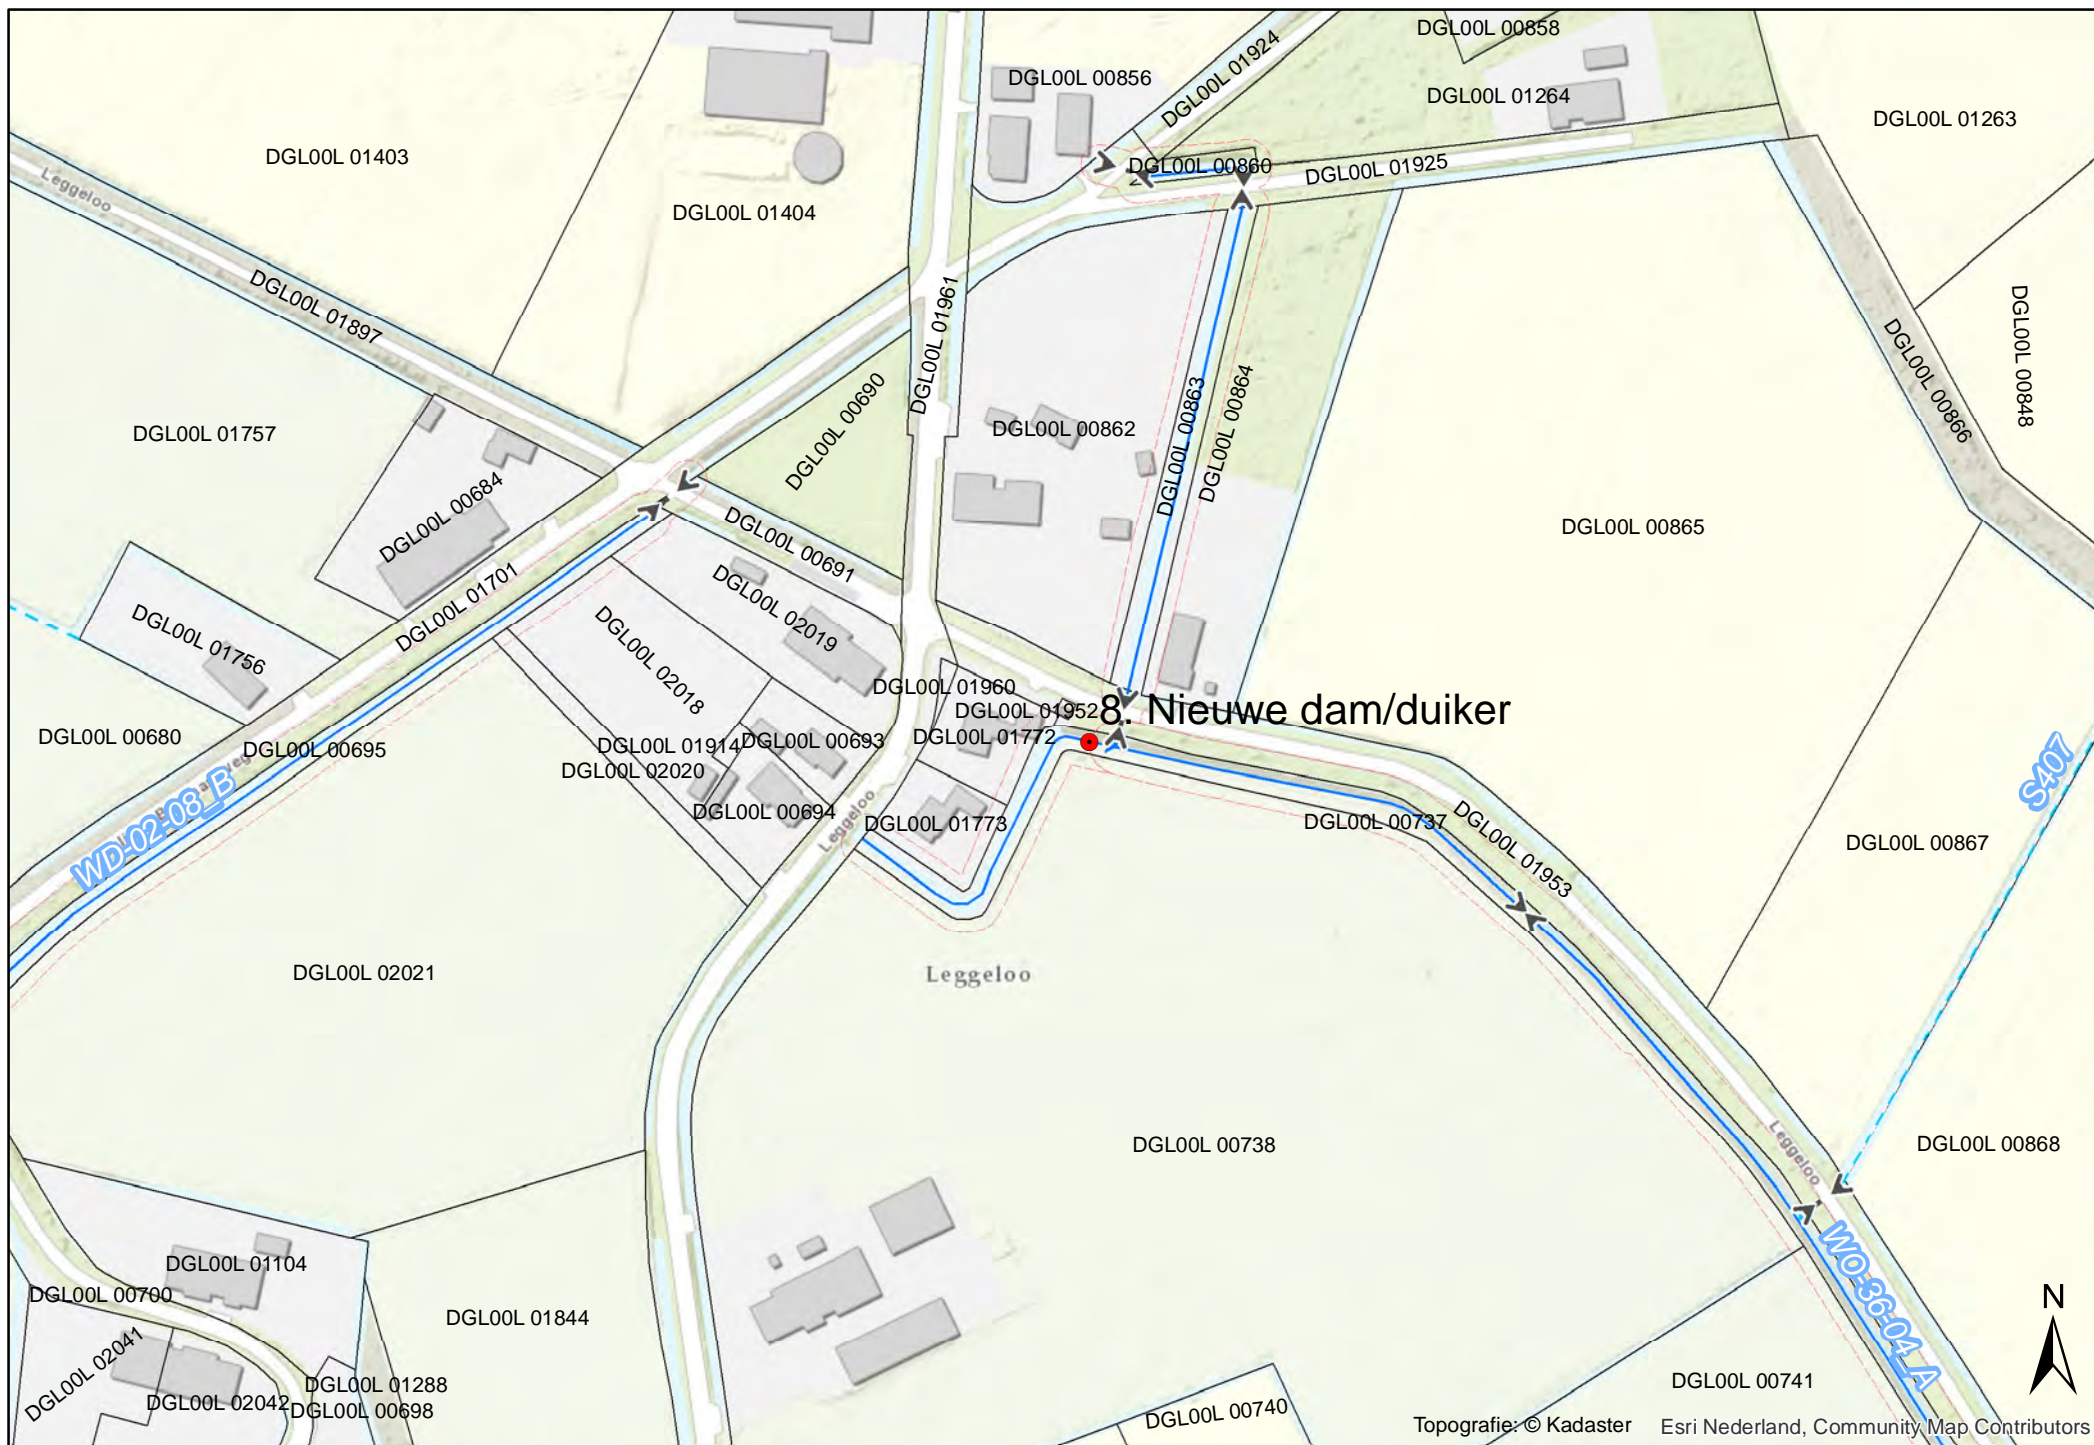 DGL00L 00858
DGL00L 01924
DGL00L 00856
DGL00L 01264
DGL00L 01263
DGL00L 01403
DGL00L 00860
DGL00L 01925
Leggeloo
DGL00L 01404
DGL00L 01897
DGL00L 01961
DGL00L 00848
DGL00L 00866
DGL00L 00690
DGL00L 01757
DGL00L 00862
DGL00L 00863
DGL00L 00864
DGL00L 00684
DGL00L 00865
DGL00L 00691
DGL00L 01701
DGL00L 02019
DGL00L 01756
DGL00L 02018
DGL00L 01960
DGL00L 01952
8. Nieuwe dam/duiker
DGL00L 00680
DGL00L 00695
DGL00L 01914
DGL00L 00693
DGL00L 01772
DGL00L 02020
S407
WD-02-08_B
DGL00L 00694
Leggeloo
DGL00L 01773
DGL00L 00737
DGL00L 01953
DGL00L 00867
DGL00L 02021
Leggeloo
DGL00L 00738
Leggeloo
DGL00L 00868
DGL00L 01104
DGL00L 00700
DGL00L 01844
WO-36-04_A
N
DGL00L 02041
DGL00L 01288
DGL00L 02042
DGL00L 00698
DGL00L 00740
DGL00L 00741
Topografie: © Kadaster
Esri Nederland, Community Map Contributors